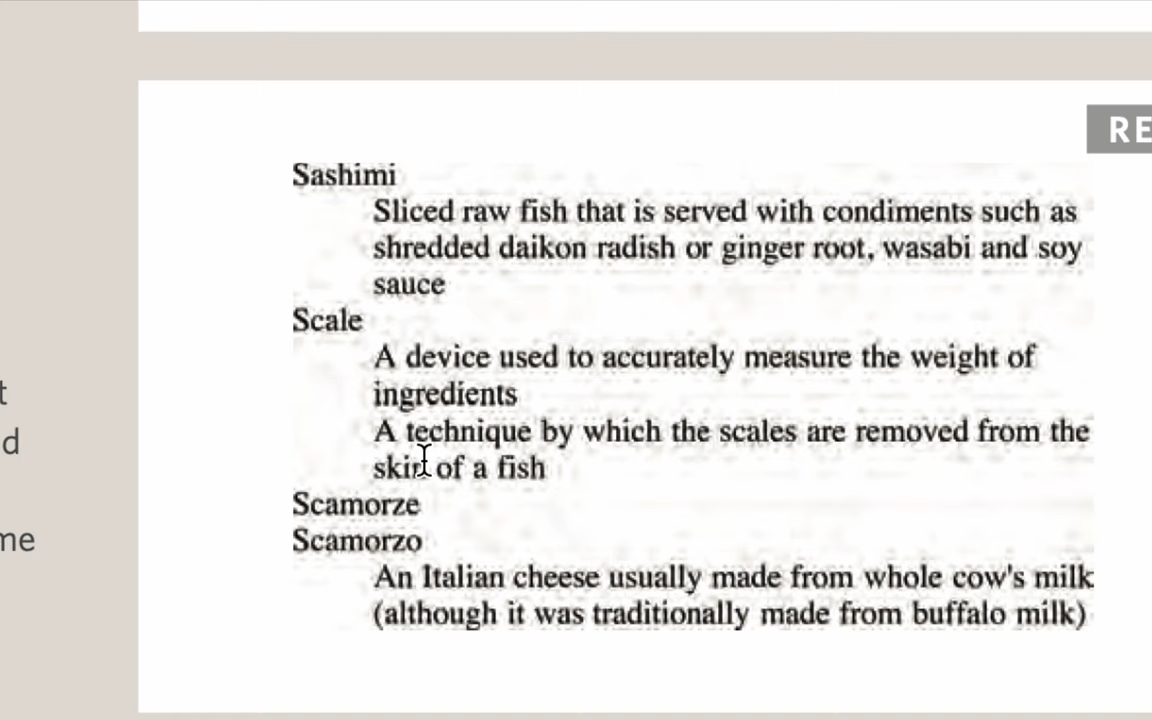 RE
Sashimi
Sliced raw fish that is served with condiments such as
shredded daikon radish or ginger root, wasabi and soy
sauce
Scale
A device used to accurately measure the weight of
ingredients
t
A technique by which the scales are removed from the
d
skin of a fish
Scamorze
Scamorzo
me
An Italian cheese usually made from whole cow's milk
(although it was traditionally made from buffalo milk)